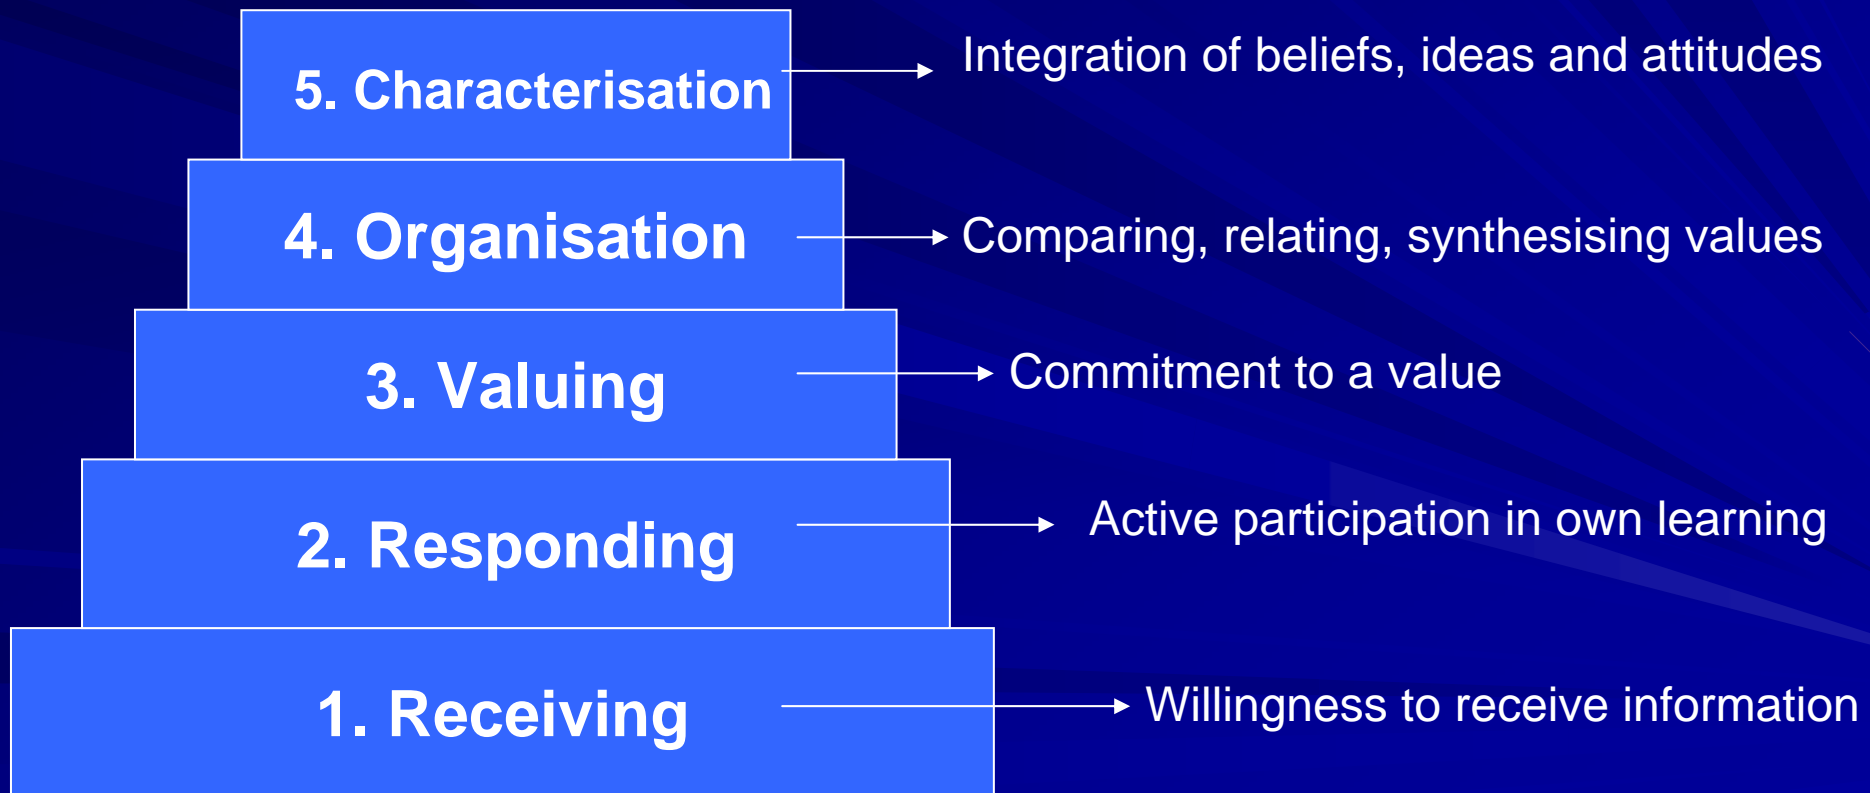 5. Characterisation
Integration of beliefs, ideas and attitudes
4. Organisation
Comparing, relating, synthesising values
3. Valuing
Commitment to a value
2. Responding
Active participation in own learning
1. Receiving
Willingness to receive information